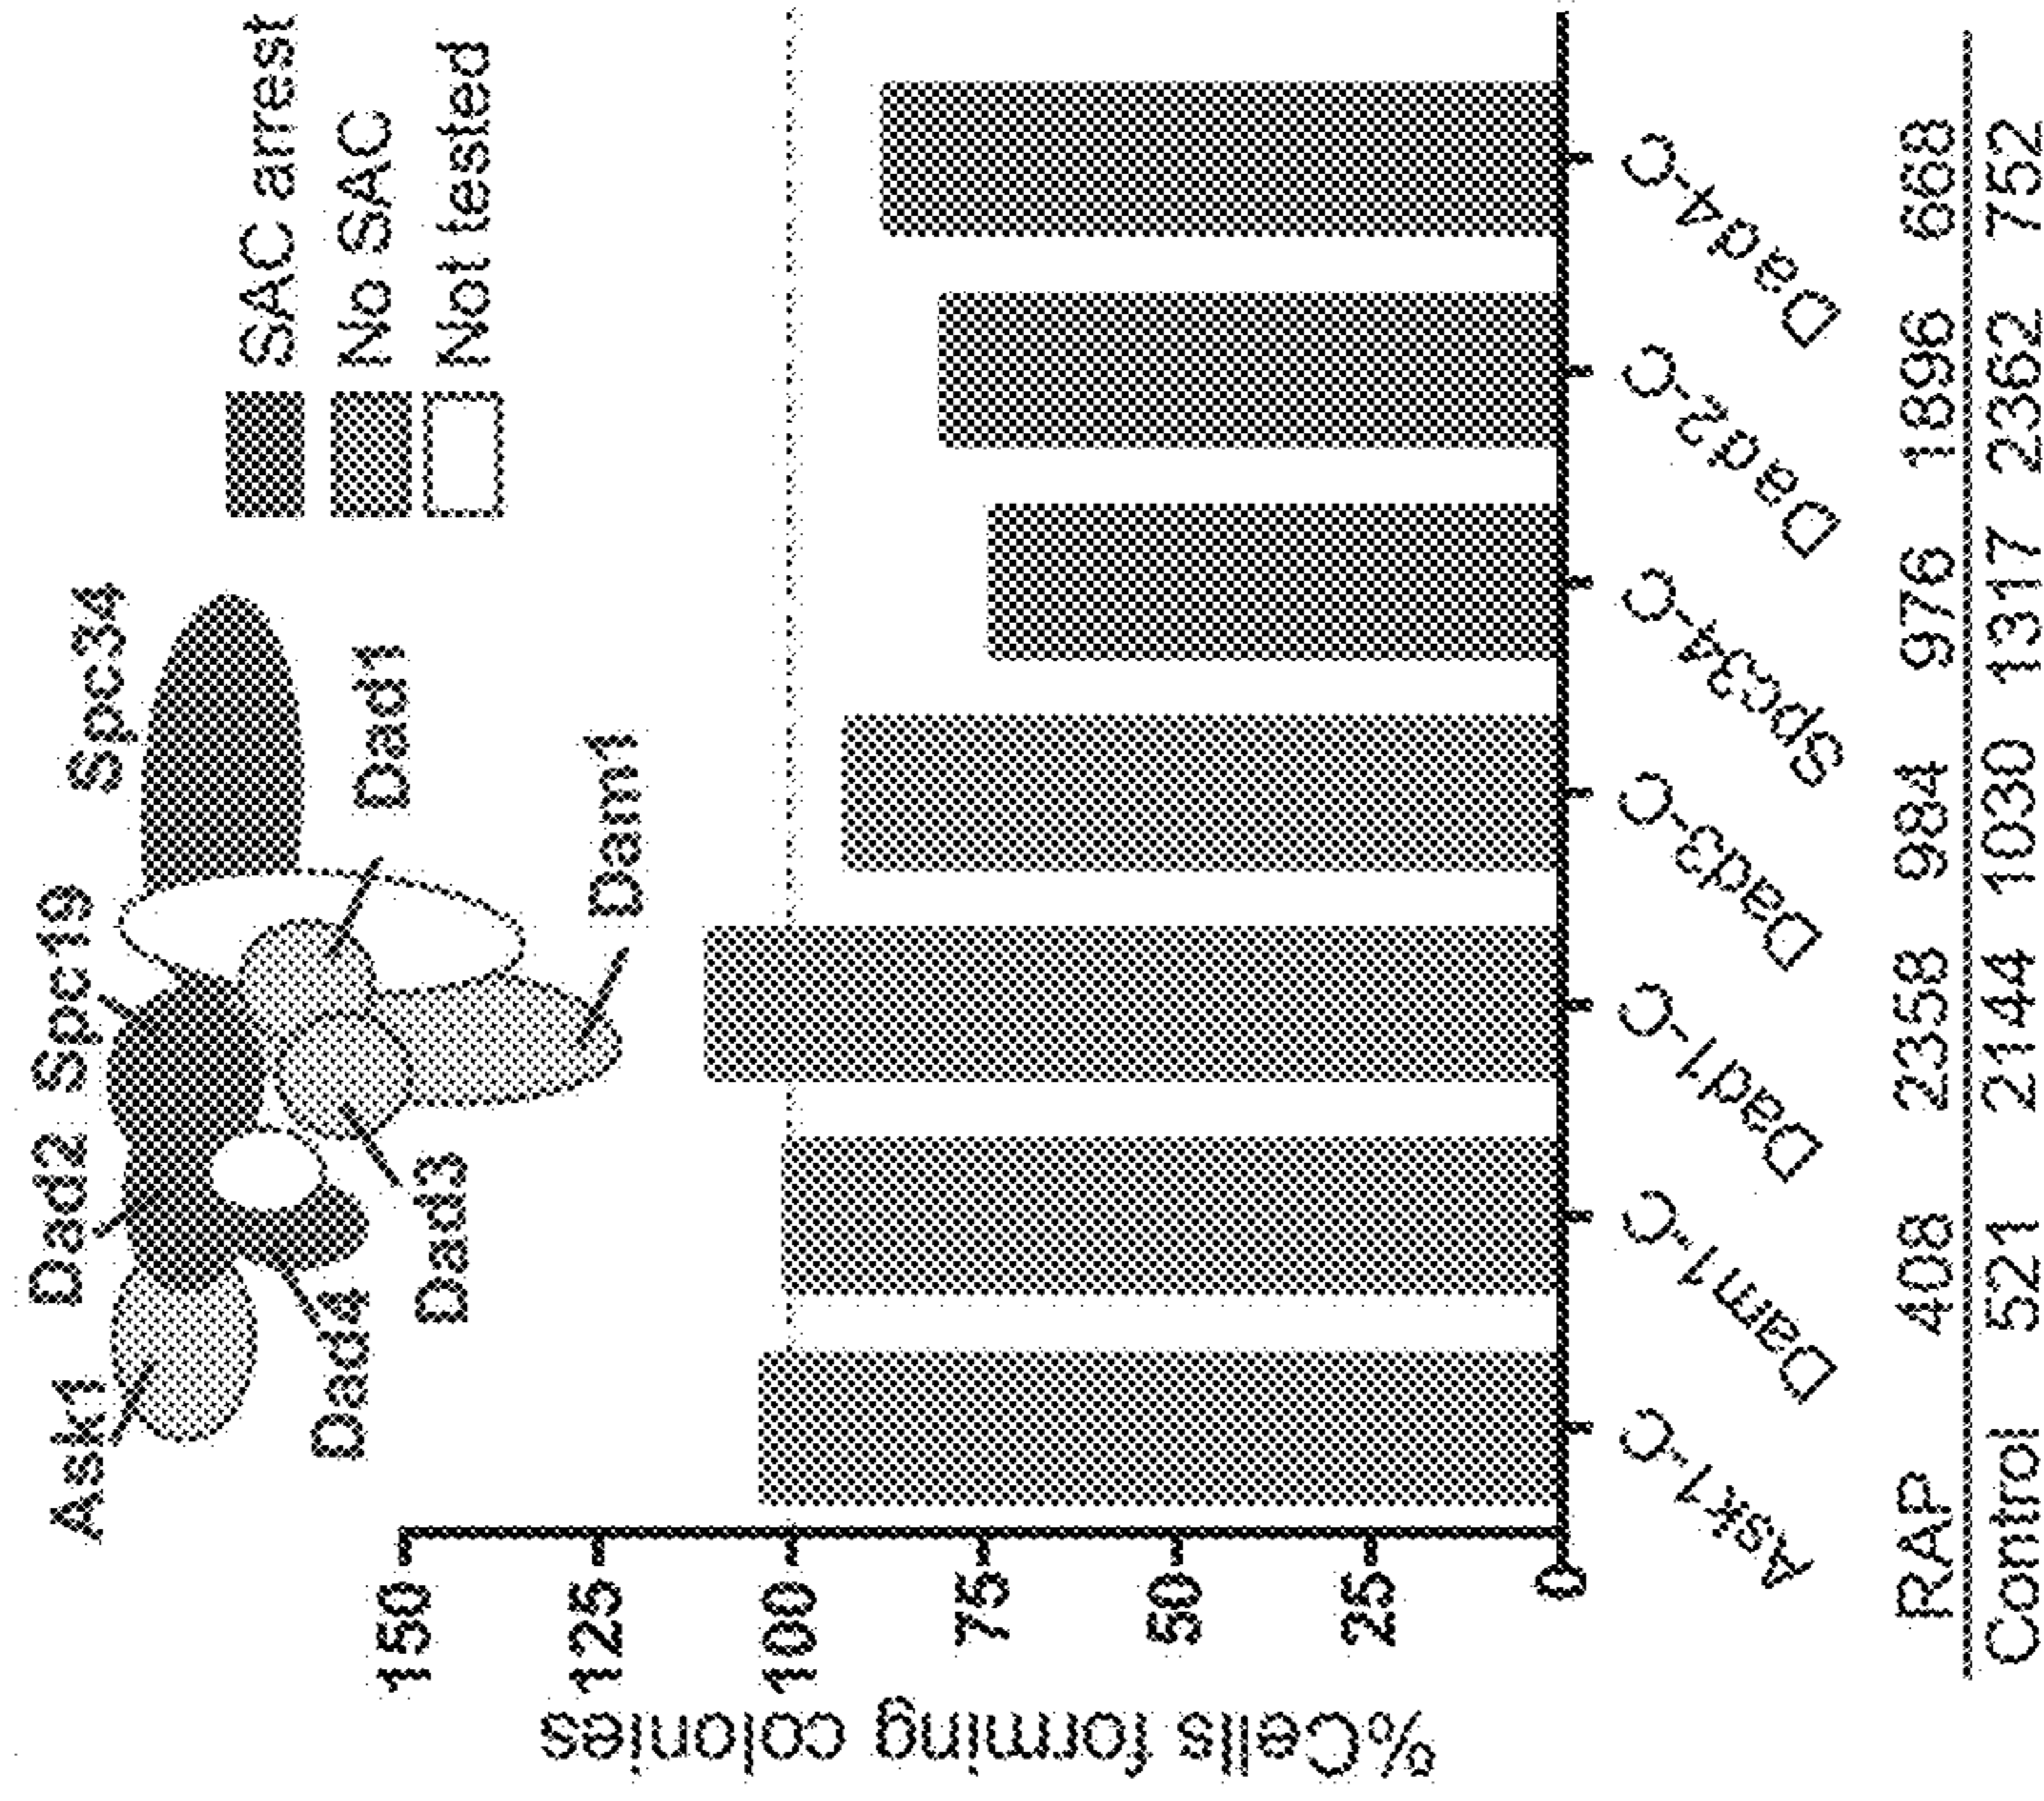 Ask1 Dad2 Spc19 Spc34
Dad4 Dad3 Dam1 Dad1
SAC arrest
No SAC
Not tested
%Cells forming colonies
150
125
100
75
50
25
0
Ask1-C Dam1-C Dad1-C Dad3-C Spc34-C Dad2-C Dad4-C
RAP 408 2358 984 976 1896 668
Control 521 2144 1030 1317 2362 752